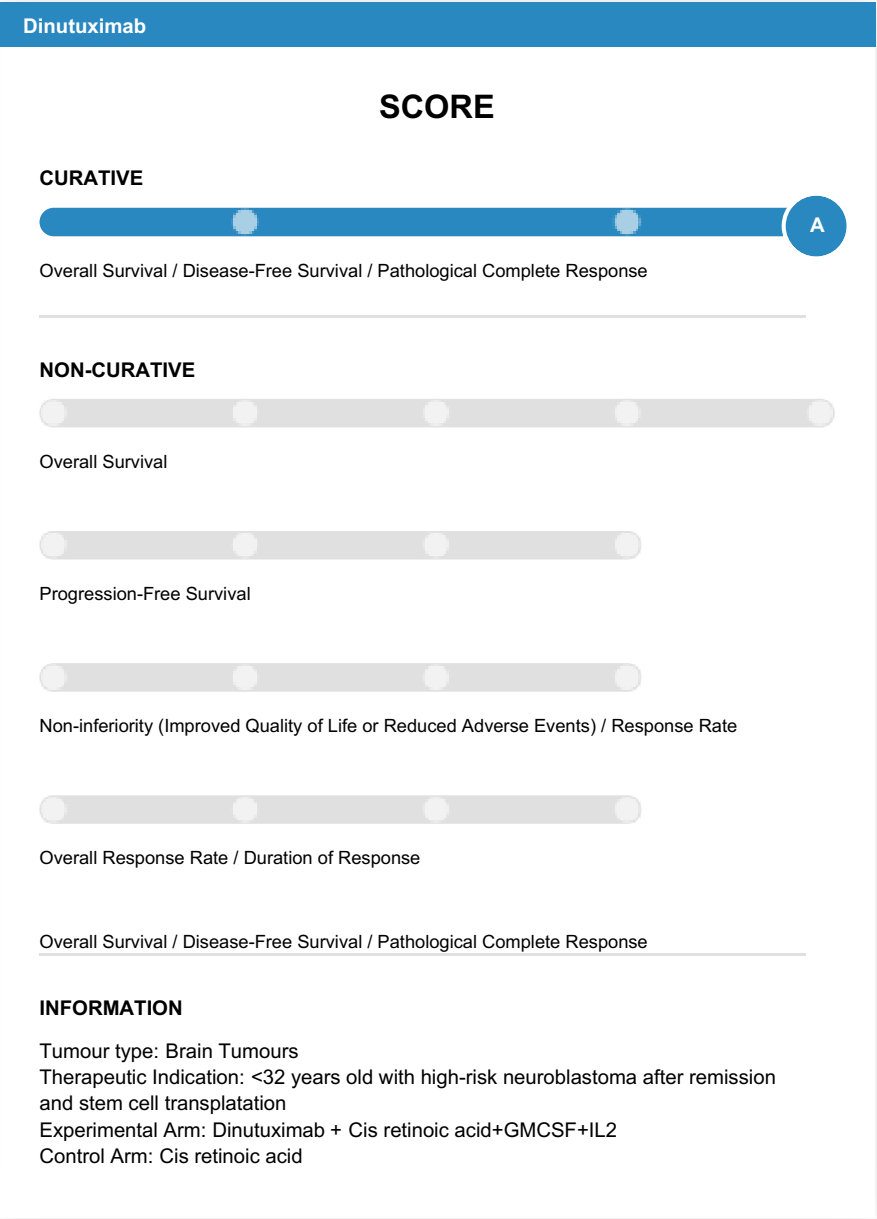 Dinutuximab
SCORE
CURATIVE
A
Overall Survival / Disease-Free Survival / Pathological Complete Response
NON-CURATIVE
Overall Survival
Progression-Free Survival
Non-inferiority (Improved Quality of Life or Reduced Adverse Events) / Response Rate
Overall Response Rate / Duration of Response
Overall Survival / Disease-Free Survival / Pathological Complete Response
INFORMATION
Tumour type: Brain Tumours
Therapeutic Indication: <32 years old with high-risk neuroblastoma after remission
and stem cell transplatation
Experimental Arm: Dinutuximab + Cis retinoic acid+GMCSF+IL2
Control Arm: Cis retinoic acid